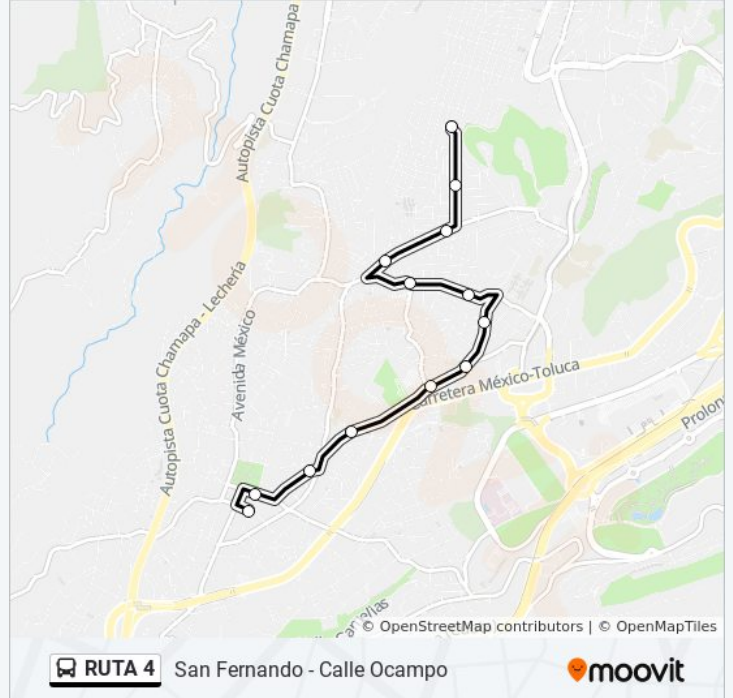 Autopista Cuota Chamapa
Autopista Cuota Chamapa - Lechería
Avenida México
Carretera México-Toluca
Prolon
© OpenStreetMap contributors | © OpenMapTiles
RUTA 4 San Fernando - Calle Ocampo
moovit